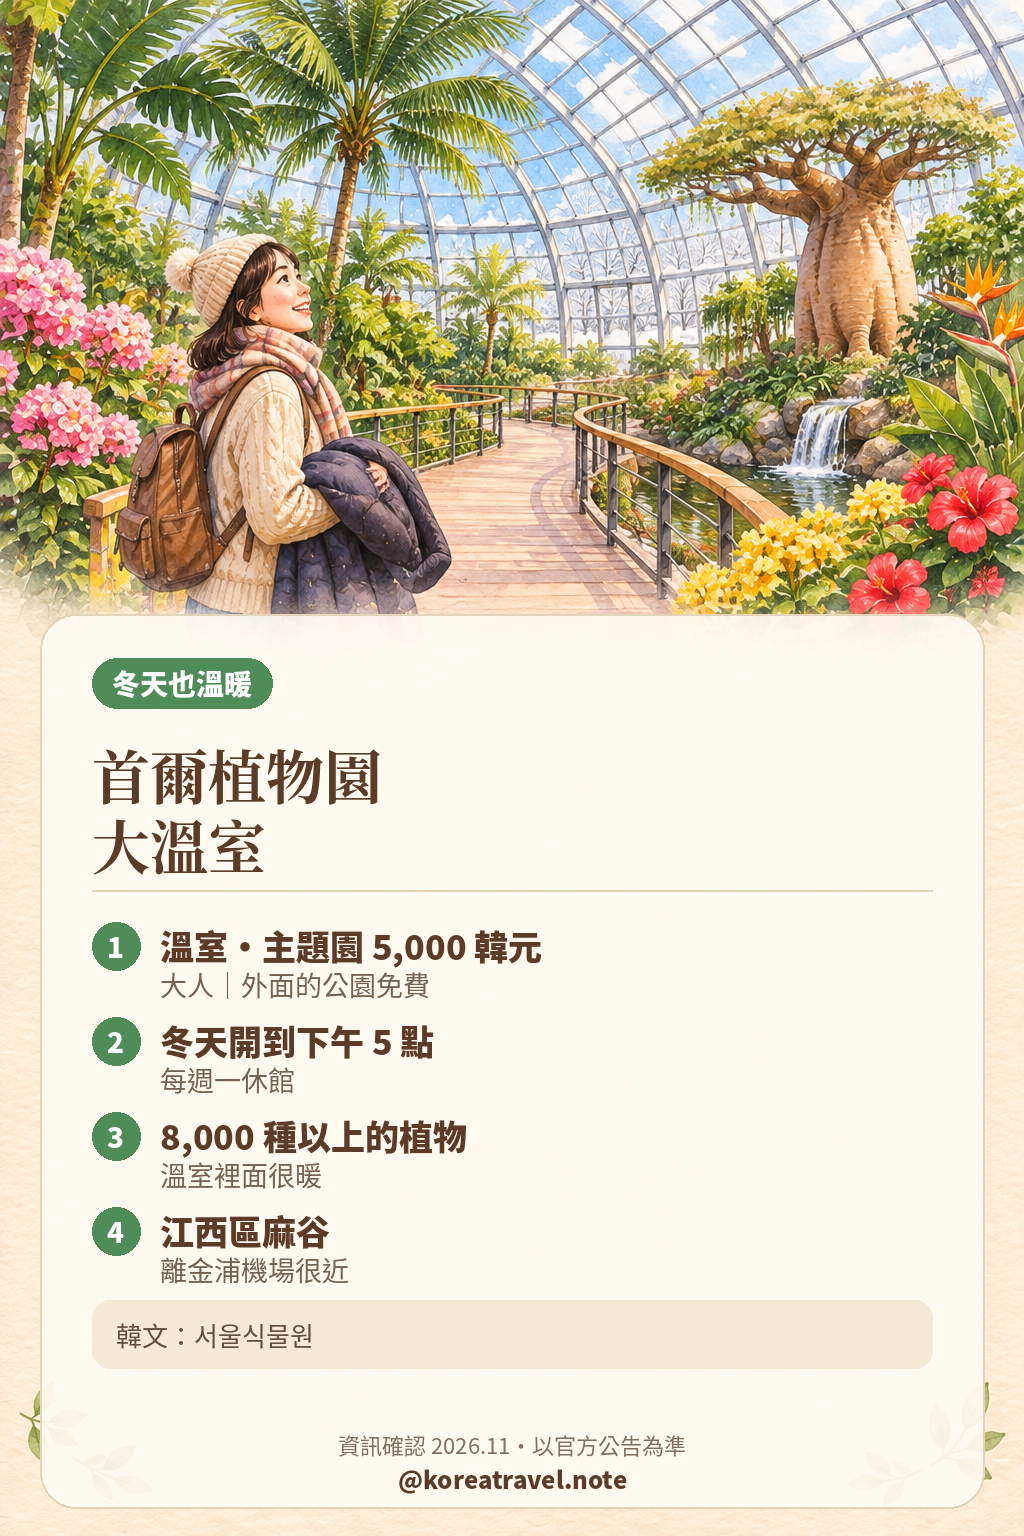 冬天也溫暖
首爾植物園
大溫室
1 溫室・主題園 5,000 韓元
大人｜外面的公園免費
2 冬天開到下午 5 點
每週一休館
3 8,000 種以上的植物
溫室裡面很暖
4 江西區麻谷
離金浦機場很近
韓文：서울식물원
資訊確認 2026.11・以官方公告為準
@koreatravel.note